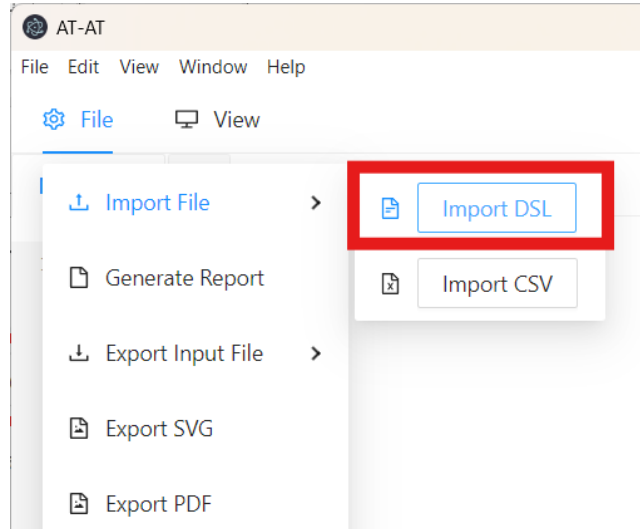 AT-AT
File Edit View Window Help
File View
Import File
Import DSL
Generate Report
Import CSV
Export Input File
Export SVG
Export PDF